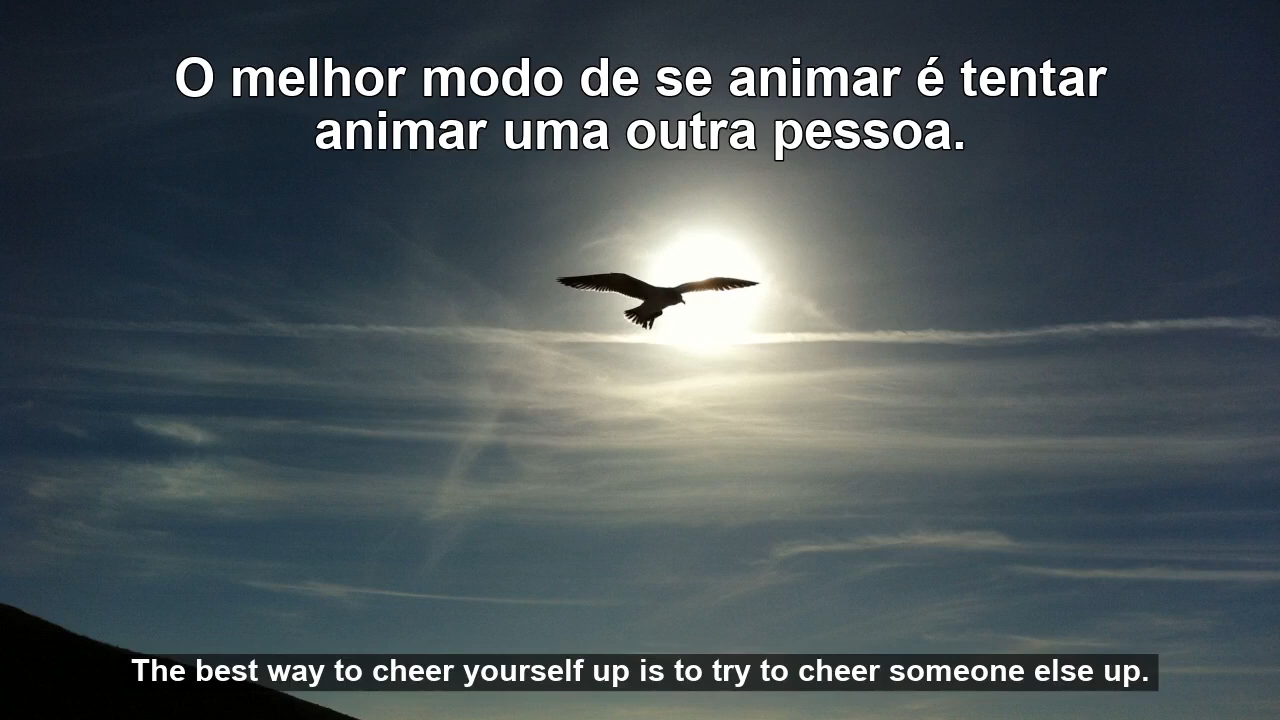 O melhor modo de se animar é tentar
animar uma outra pessoa.
The best way to cheer yourself up is to try to cheer someone else up.